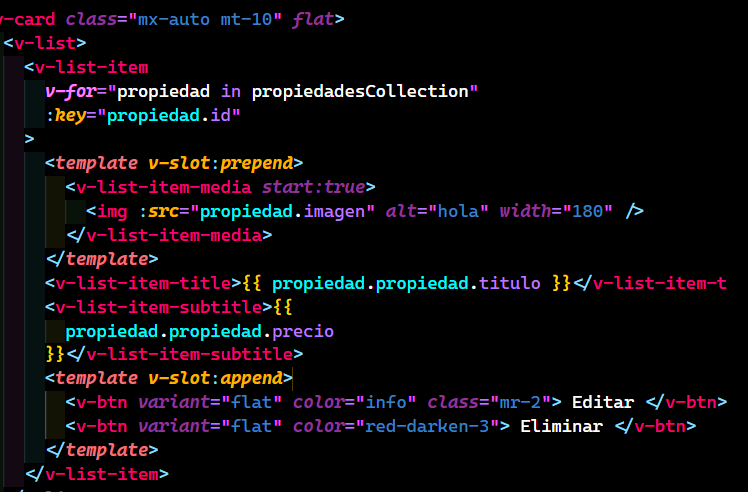 v-card class="mx-auto mt-10" flat>
<v-list>
<v-list-item
v-for="propiedad in propiedadesCollection"
:key="propiedad.id"
>
<template v-slot:prepend>
<v-list-item-media start:true>
<img :src="propiedad.imagen" alt="hola" width="180" />
</v-list-item-media>
</template>
<v-list-item-title>{{ propiedad.propiedad.titulo }}</v-list-item-t
<v-list-item-subtitle>{{
propiedad.propiedad.precio
}}</v-list-item-subtitle>
<template v-slot:append>
<v-btn variant="flat" color="info" class="mr-2"> Editar </v-btn>
<v-btn variant="flat" color="red-darken-3"> Eliminar </v-btn>
</template>
</v-list-item>